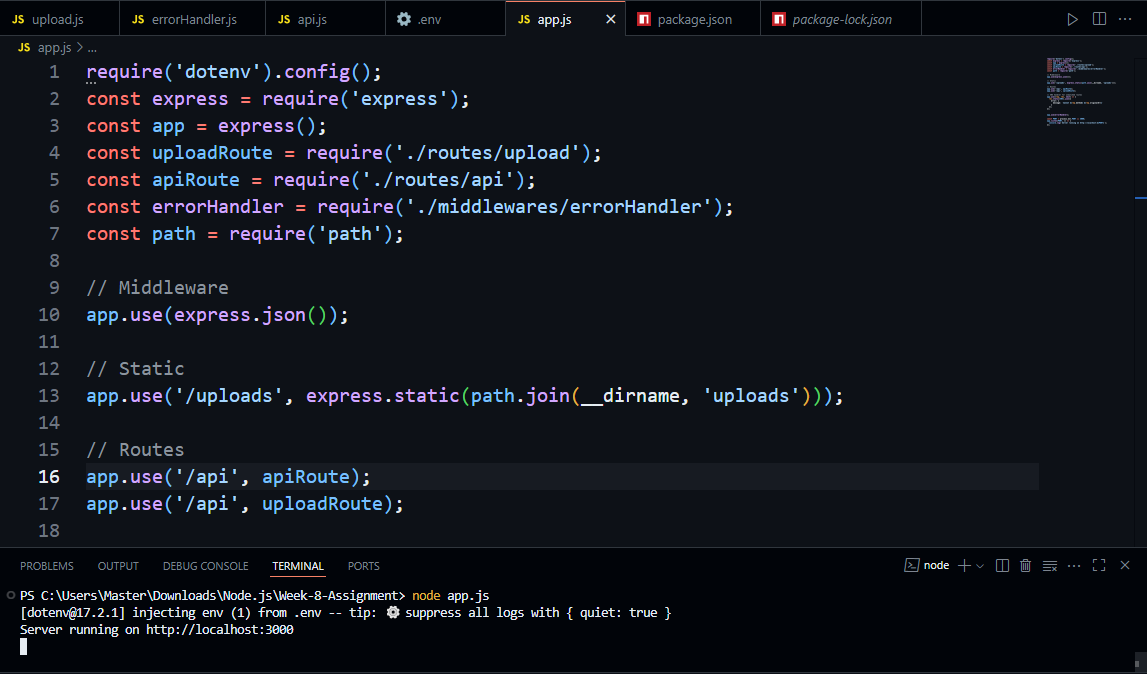 JS upload.js JS errorHandler.js JS api.js .env JS app.js package.json package-lock.json
JS app.js > ...
1 require('dotenv').config();
2 const express = require('express');
3 const app = express();
4 const uploadRoute = require('./routes/upload');
5 const apiRoute = require('./routes/api');
6 const errorHandler = require('./middlewares/errorHandler');
7 const path = require('path');
8
9 // Middleware
10 app.use(express.json());
11
12 // Static
13 app.use('/uploads', express.static(path.join(__dirname, 'uploads')));
14
15 // Routes
16 app.use('/api', apiRoute);
17 app.use('/api', uploadRoute);
18
PROBLEMS OUTPUT DEBUG CONSOLE TERMINAL PORTS node
PS C:\Users\Master\Downloads\Node.js\Week-8-Assignment> node app.js
[dotenv@17.2.1] injecting env (1) from .env -- tip: ⚙️ suppress all logs with { quiet: true }
Server running on http://localhost:3000